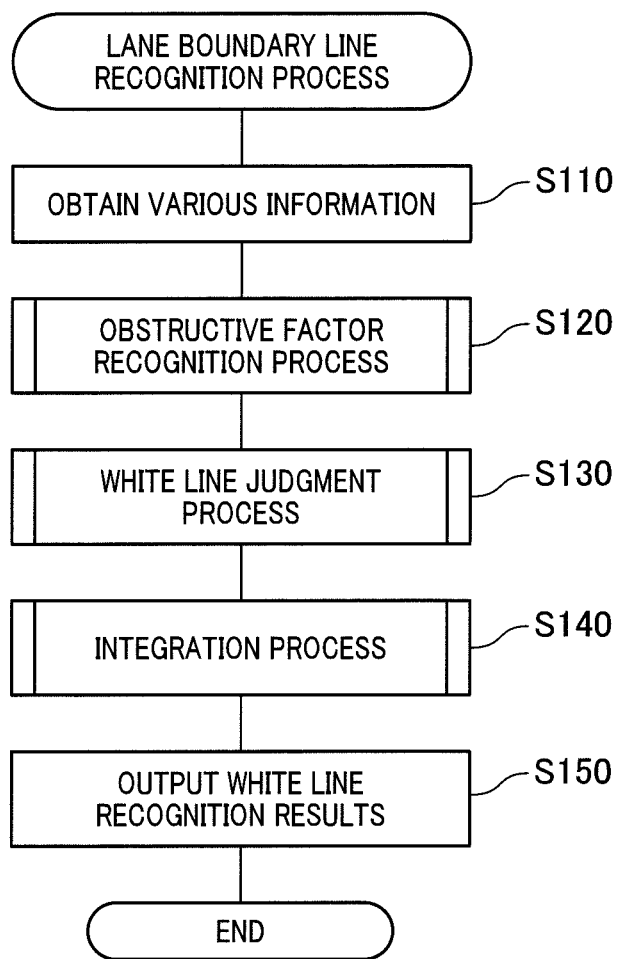 LANE BOUNDARY LINE
RECOGNITION PROCESS
OBTAIN VARIOUS INFORMATION
S110
OBSTRUCTIVE FACTOR
RECOGNITION PROCESS
S120
WHITE LINE JUDGMENT
PROCESS
S130
INTEGRATION PROCESS
S140
OUTPUT WHITE LINE
RECOGNITION RESULTS
S150
END